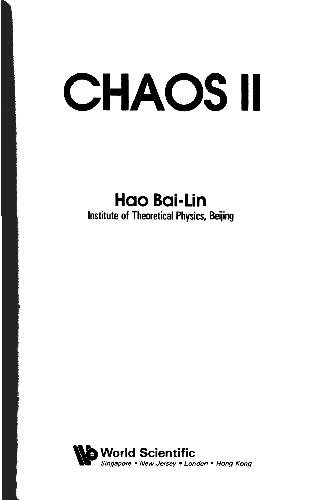 CHAOS II
Hao Bai-Lin
Institute of Theoretical Physics, Beijing
World Scientific
Singapore • New Jersey • London • Hong Kong